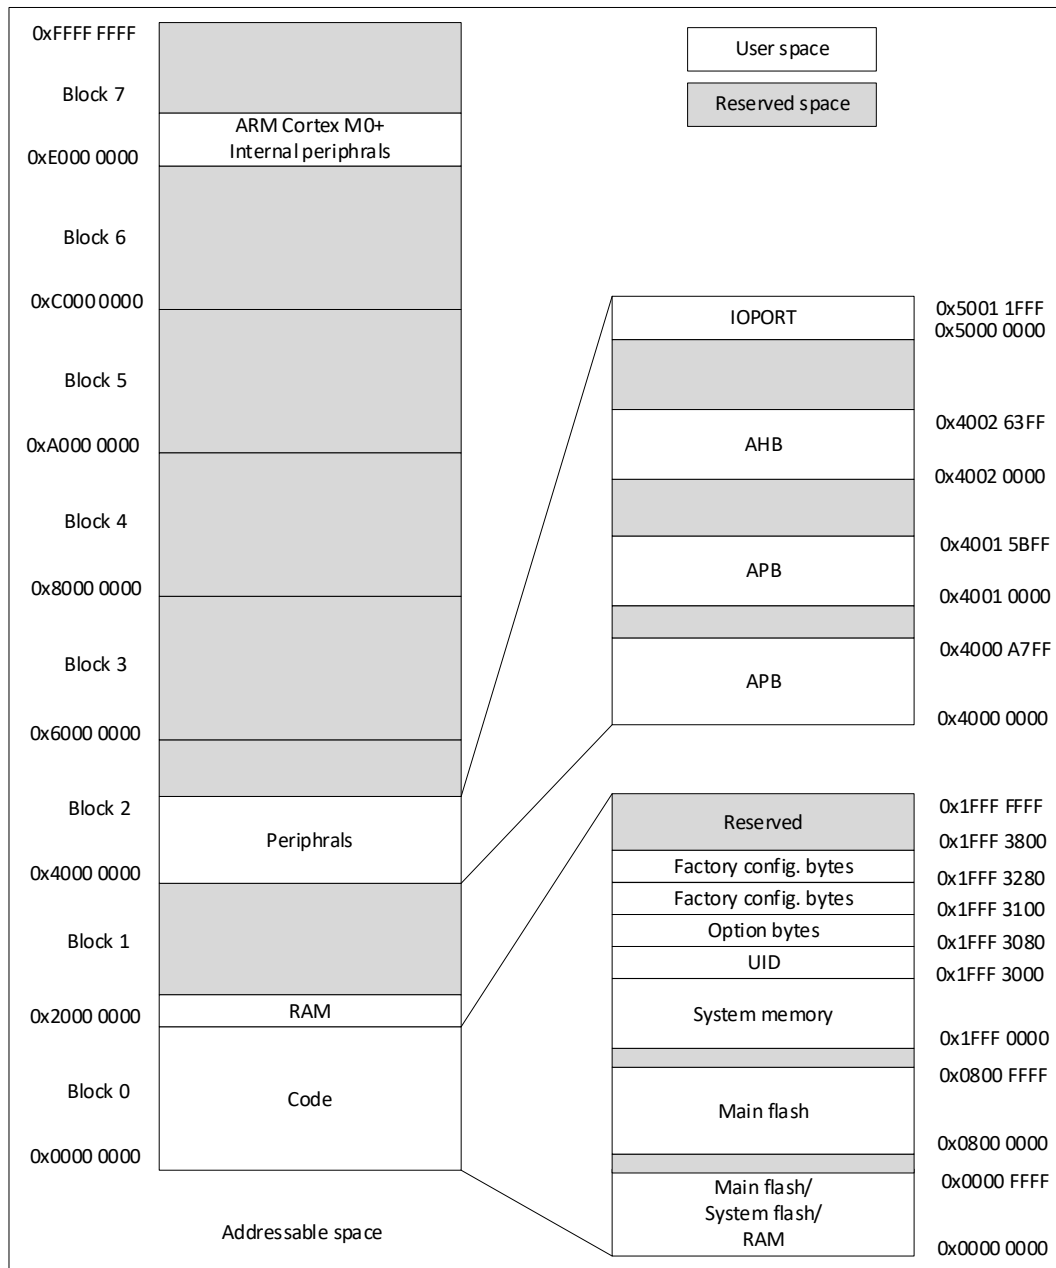 0xFFFF FFFF
Block 7
ARM Cortex M0+
Internal periphrals
0xE000 0000
Block 6
0xC000 0000
Block 5
0xA000 0000
Block 4
0x8000 0000
Block 3
0x6000 0000
Block 2
Periphrals
0x4000 0000
Block 1
RAM
0x2000 0000
Block 0
Code
0x0000 0000
Addressable space
User space
Reserved space
IOPORT
0x5001 1FFF
0x5000 0000
AHB
0x4002 63FF
0x4002 0000
APB
0x4001 5BFF
0x4001 0000
APB
0x4000 A7FF
0x4000 0000
Reserved
0x1FFF FFFF
0x1FFF 3800
Factory config. bytes
0x1FFF 3280
Factory config. bytes
0x1FFF 3100
Option bytes
0x1FFF 3080
UID
0x1FFF 3000
System memory
0x1FFF 0000
0x0800 FFFF
Main flash
0x0800 0000
0x0000 FFFF
Main flash/
System flash/
RAM
0x0000 0000